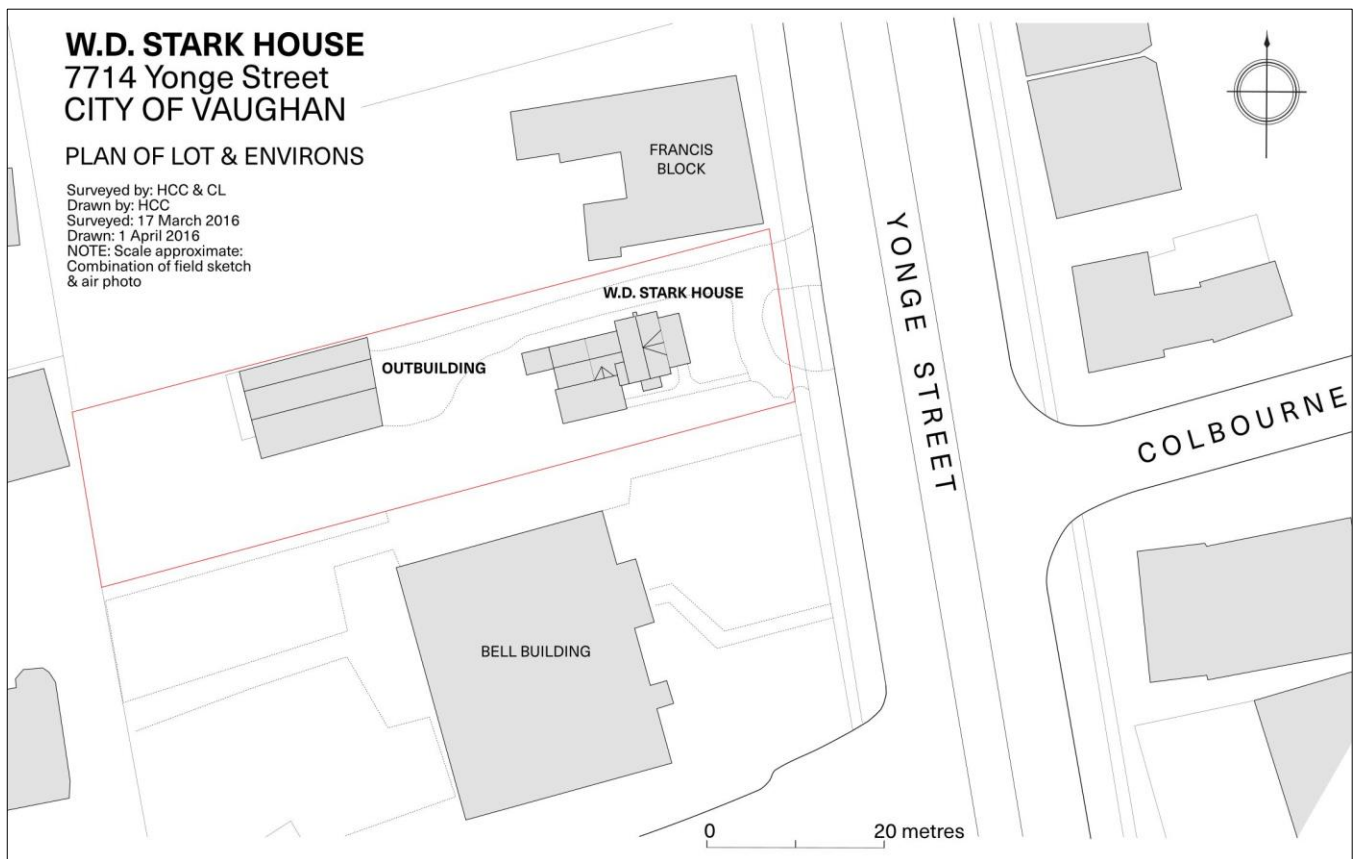 W.D. STARK HOUSE
7714 Yonge Street
CITY OF VAUGHAN
PLAN OF LOT & ENVIRONS
Surveyed by: HCC & CL
Drawn by: HCC
Surveyed: 17 March 2016
Drawn: 1 April 2016
NOTE: Scale approximate:
Combination of field sketch
& air photo
FRANCIS
BLOCK
W.D. STARK HOUSE
OUTBUILDING
YONGE STREET
COLBOURNE
BELL BUILDING
0 20 metres